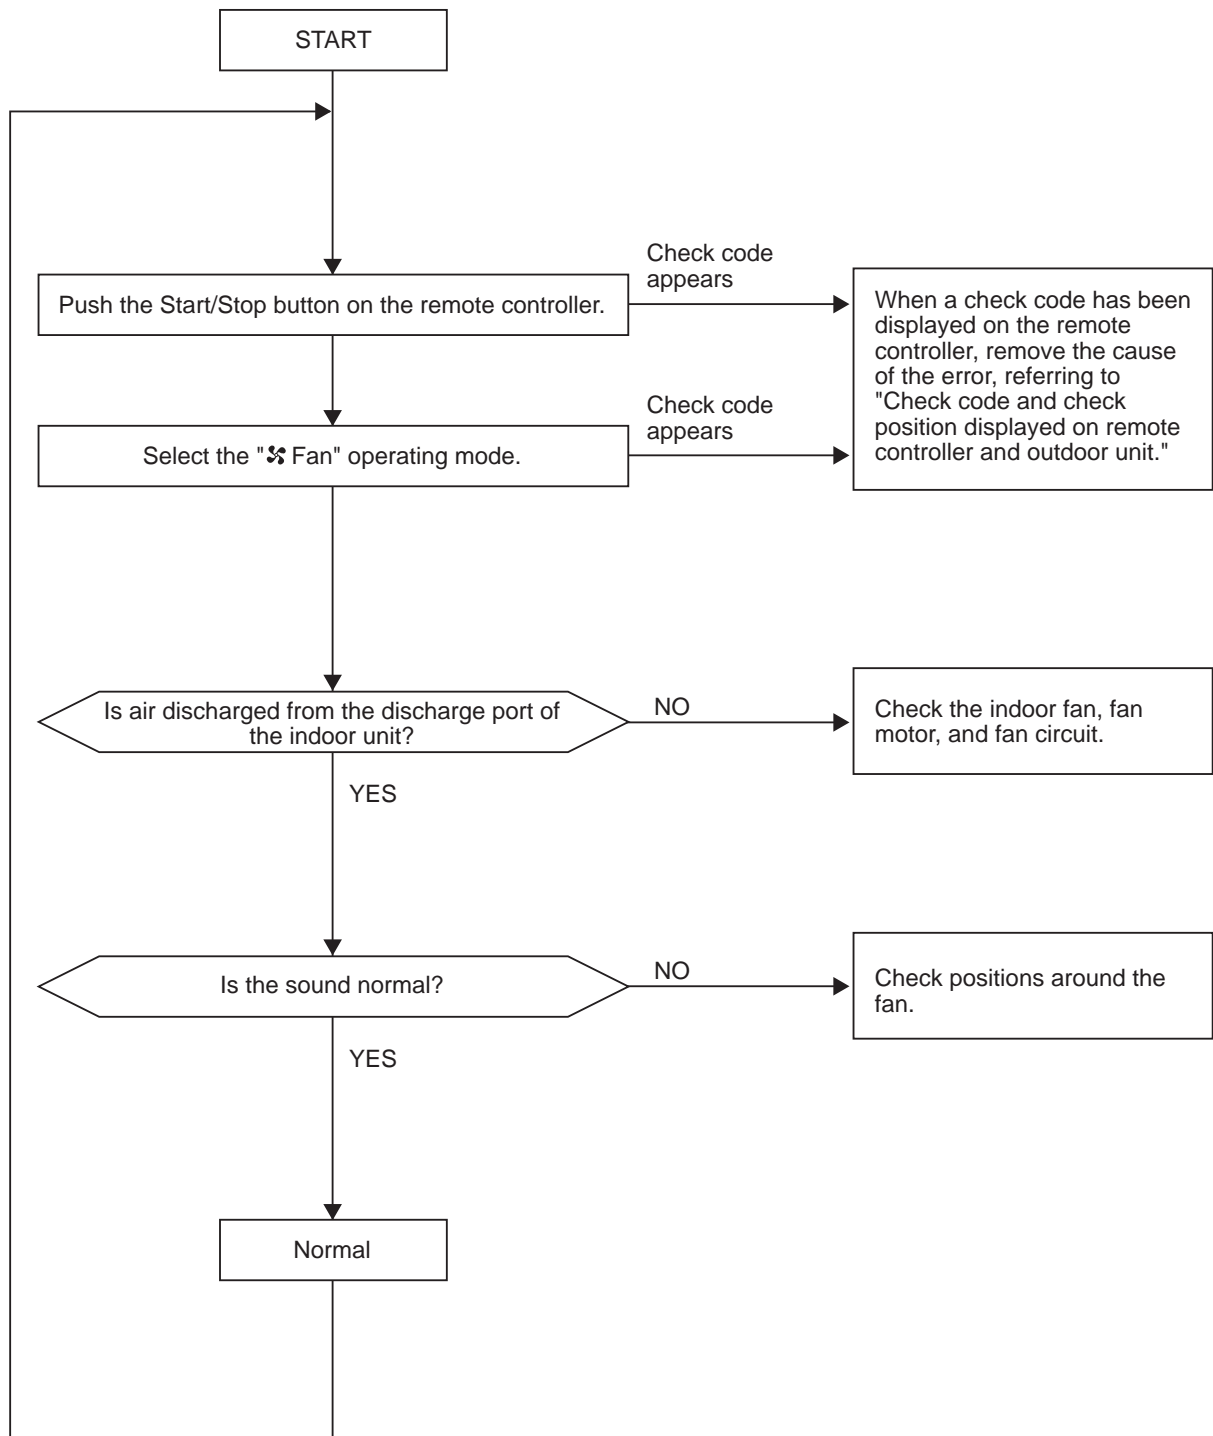 START
Check code
appears
Push the Start/Stop button on the remote controller.
When a check code has been
displayed on the remote
controller, remove the cause
of the error, referring to
"Check code and check
position displayed on remote
controller and outdoor unit."
Check code
appears
Select the " Fan" operating mode.
Is air discharged from the discharge port of
the indoor unit?
NO
Check the indoor fan, fan
motor, and fan circuit.
YES
Is the sound normal?
NO
Check positions around the
fan.
YES
Normal